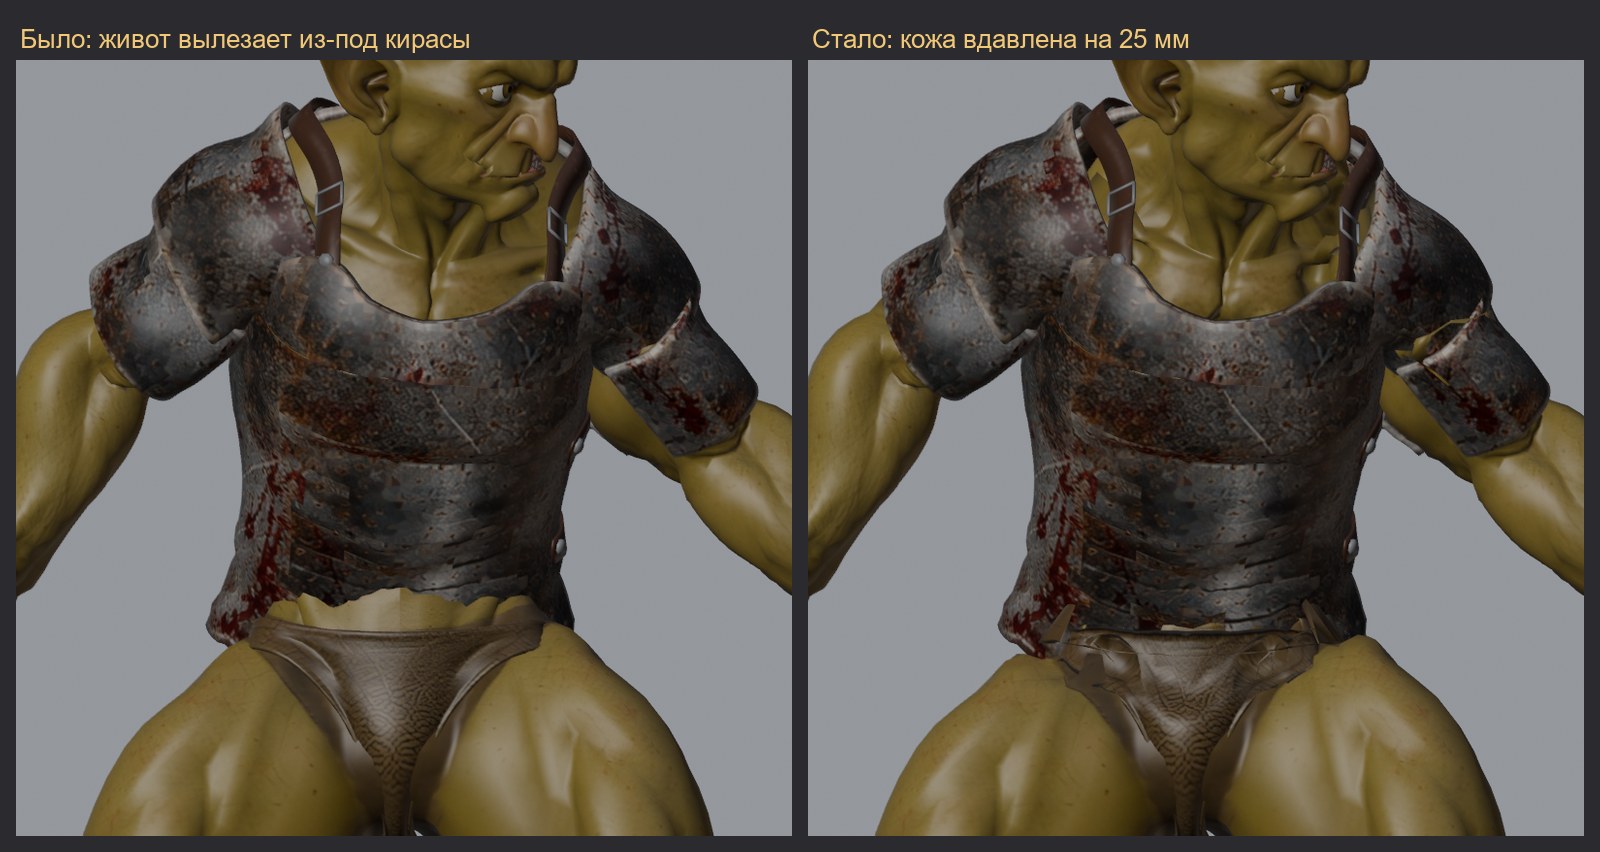 Было: живот вылезает из-под кирасы
Стало: кожа вдавлена на 25 мм